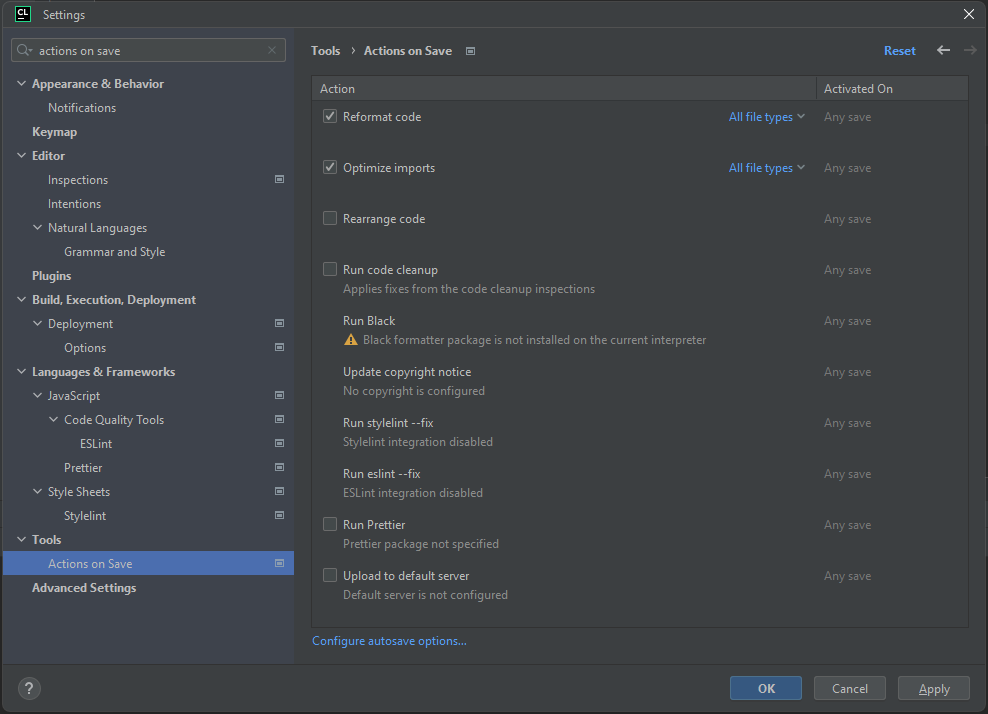 CL Settings
actions on save
Appearance & Behavior
Notifications
Keymap
Editor
Inspections
Intentions
Natural Languages
Grammar and Style
Plugins
Build, Execution, Deployment
Deployment
Options
Languages & Frameworks
JavaScript
Code Quality Tools
ESLint
Prettier
Style Sheets
Stylelint
Tools
Actions on Save
Advanced Settings
Tools › Actions on Save Reset
Action Activated On
Reformat code All file types Any save
Optimize imports All file types Any save
Rearrange code Any save
Run code cleanup Any save
Applies fixes from the code cleanup inspections
Run Black Any save
Black formatter package is not installed on the current interpreter
Update copyright notice Any save
No copyright is configured
Run stylelint --fix Any save
Stylelint integration disabled
Run eslint --fix Any save
ESLint integration disabled
Run Prettier Any save
Prettier package not specified
Upload to default server Any save
Default server is not configured
Configure autosave options...
? OK Cancel Apply